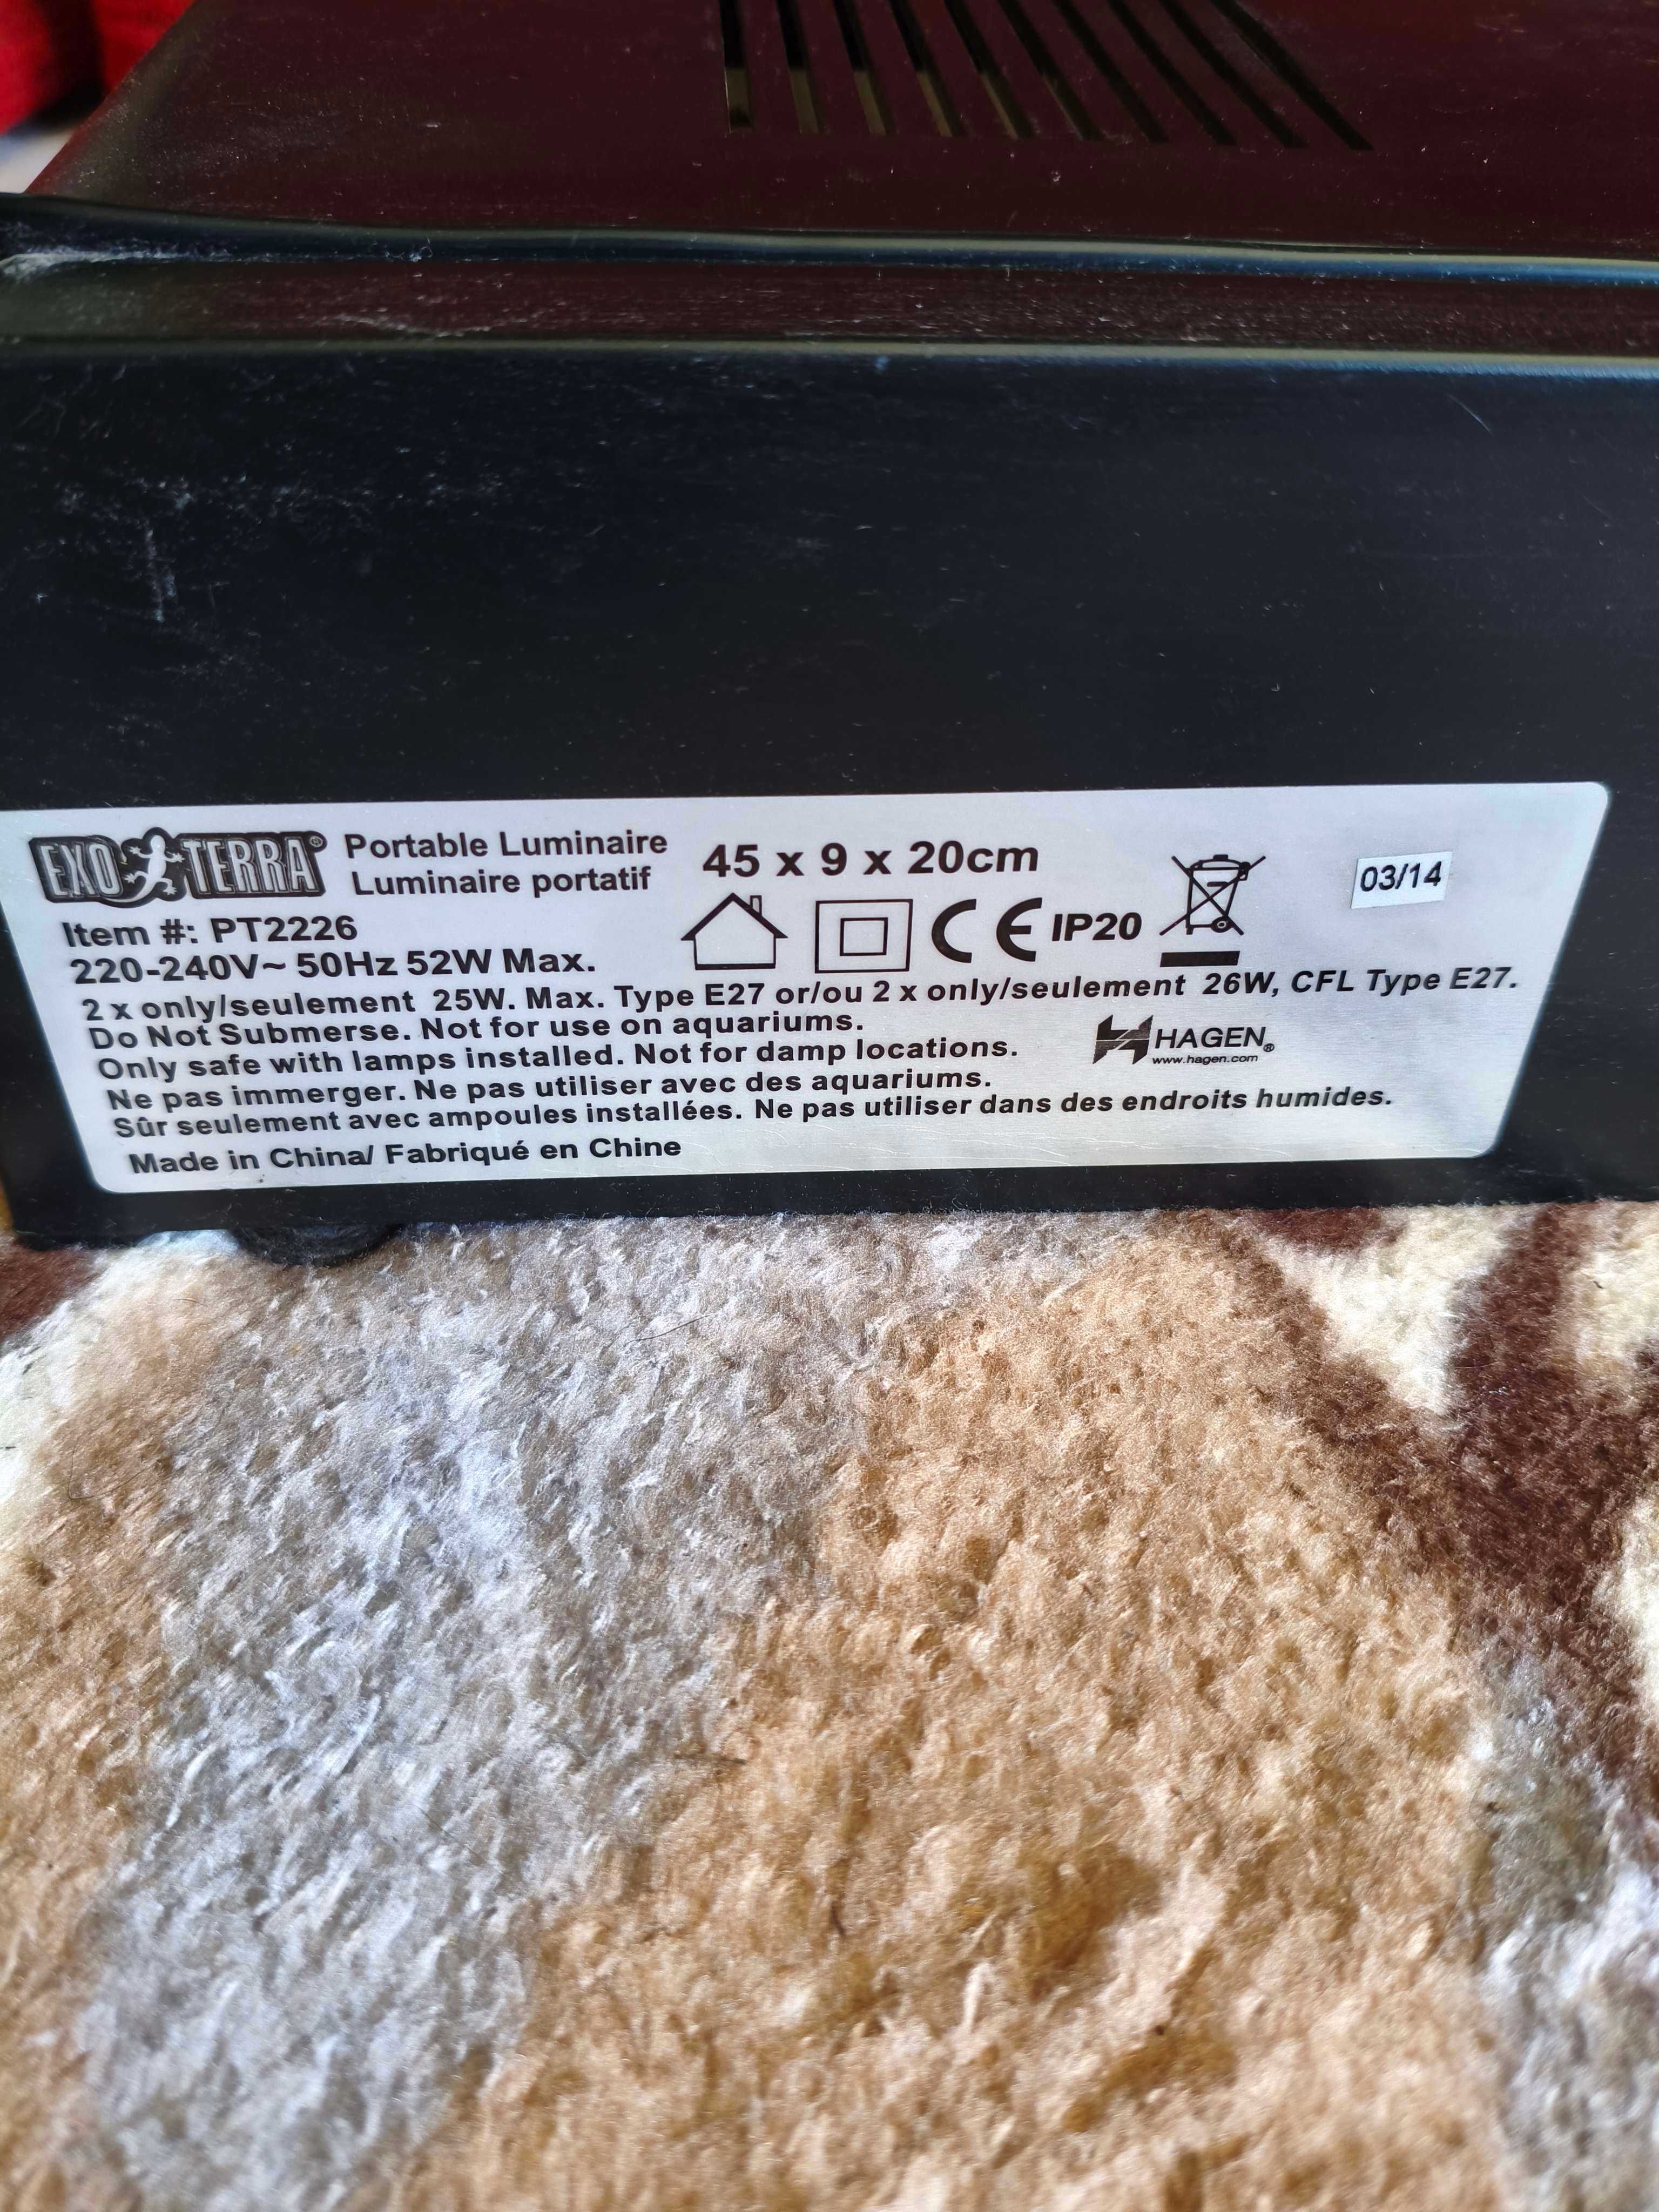 EXO TERRA® Portable Luminaire
Luminaire portatif
45 x 9 x 20cm
03/14
Item #: PT2226
IP20
220-240V~ 50Hz 52W Max.
2 x only/seulement 25W. Max. Type E27 or/ou 2 x only/seulement 26W, CFL Type E27.
Do Not Submerse. Not for use on aquariums.
Only safe with lamps installed. Not for damp locations.
HAGEN®
www.hagen.com
Ne pas immerger. Ne pas utiliser avec des aquariums.
Sûr seulement avec ampoules installées. Ne pas utiliser dans des endroits humides.
Made in China/ Fabriqué en Chine